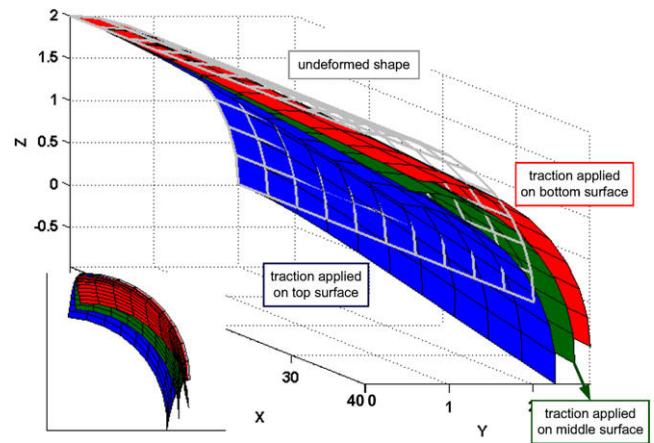 2
1.5
1
0.5
0
-0.5
Z
undeformed shape
traction applied
on bottom surface
traction applied
on top surface
30
40 0
1
2
X
Y
traction applied
on middle surface